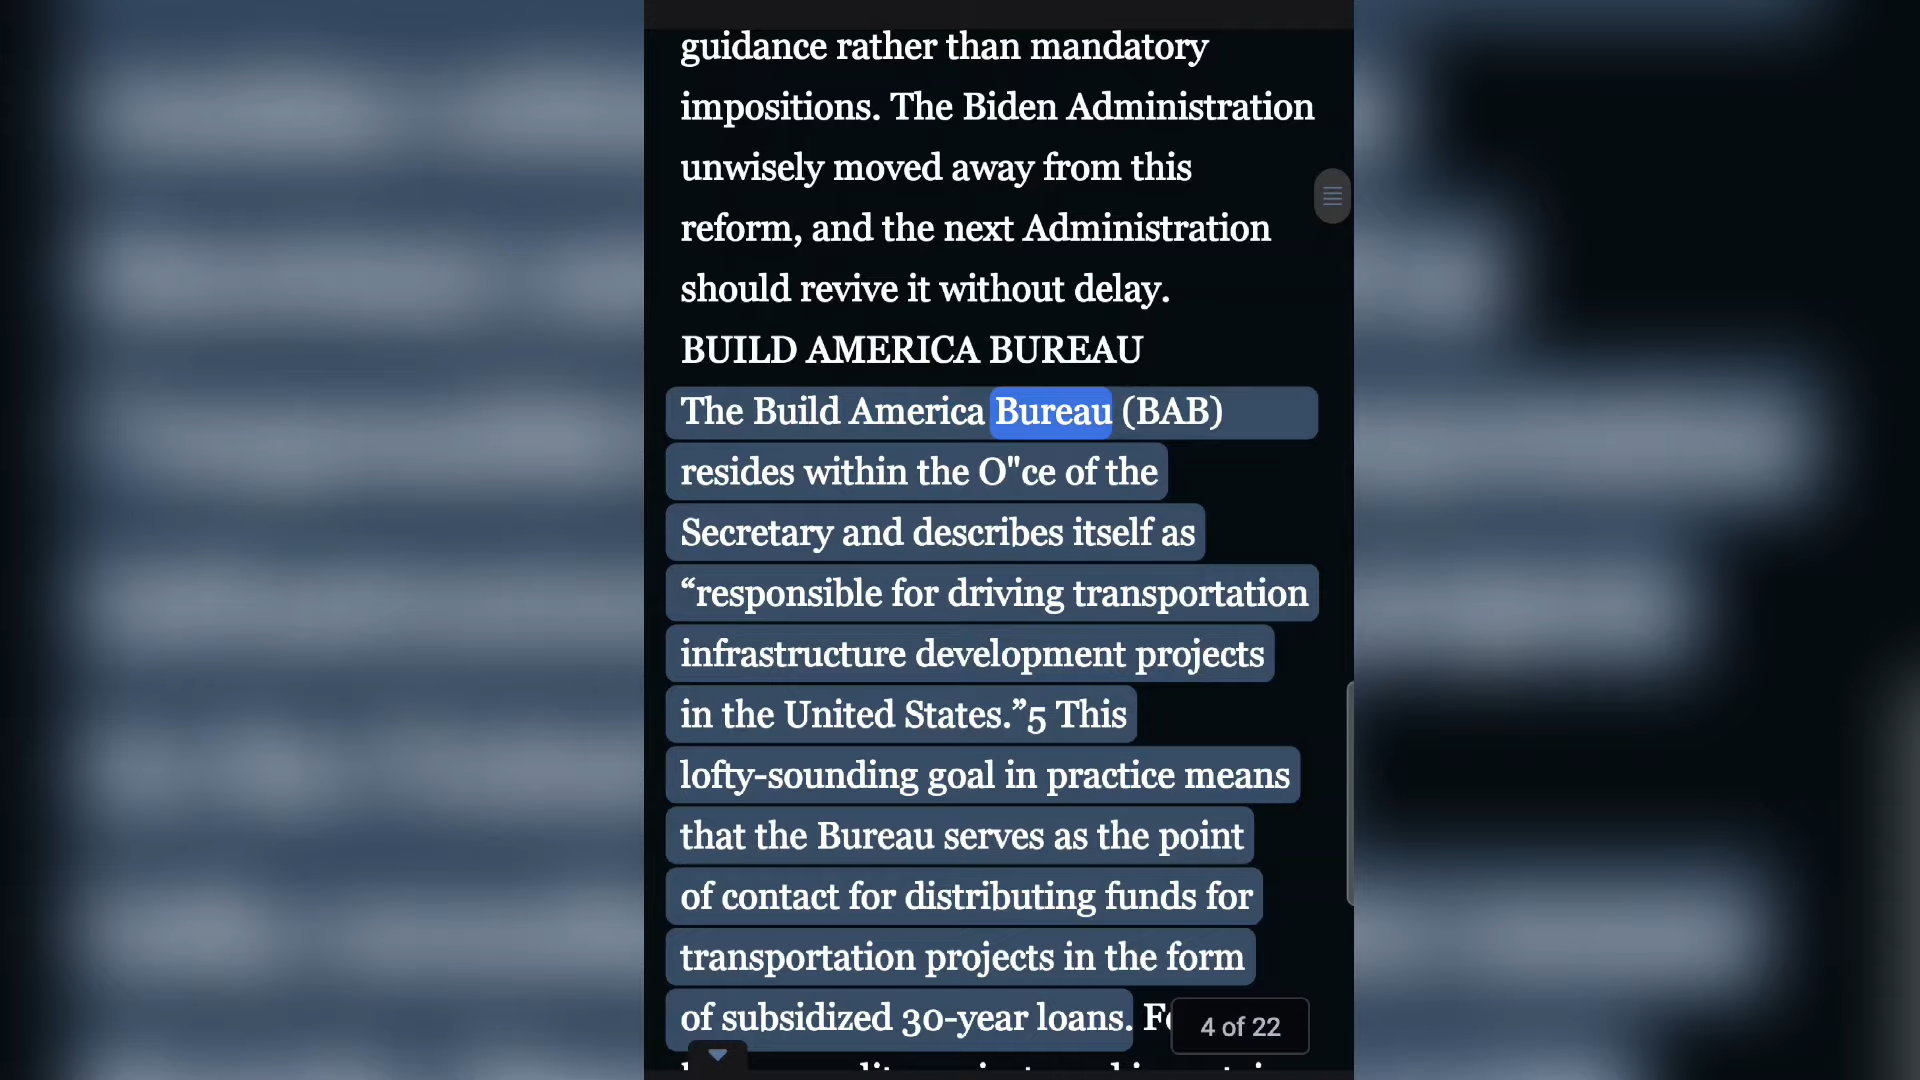 guidance rather than mandatory
impositions. The Biden Administration
unwisely moved away from this
reform, and the next Administration
should revive it without delay.
BUILD AMERICA BUREAU
The Build America Bureau (BAB)
resides within the O"ce of the
Secretary and describes itself as
“responsible for driving transportation
infrastructure development projects
in the United States.”5 This
lofty-sounding goal in practice means
that the Bureau serves as the point
of contact for distributing funds for
transportation projects in the form
of subsidized 30-year loans.
4 of 22